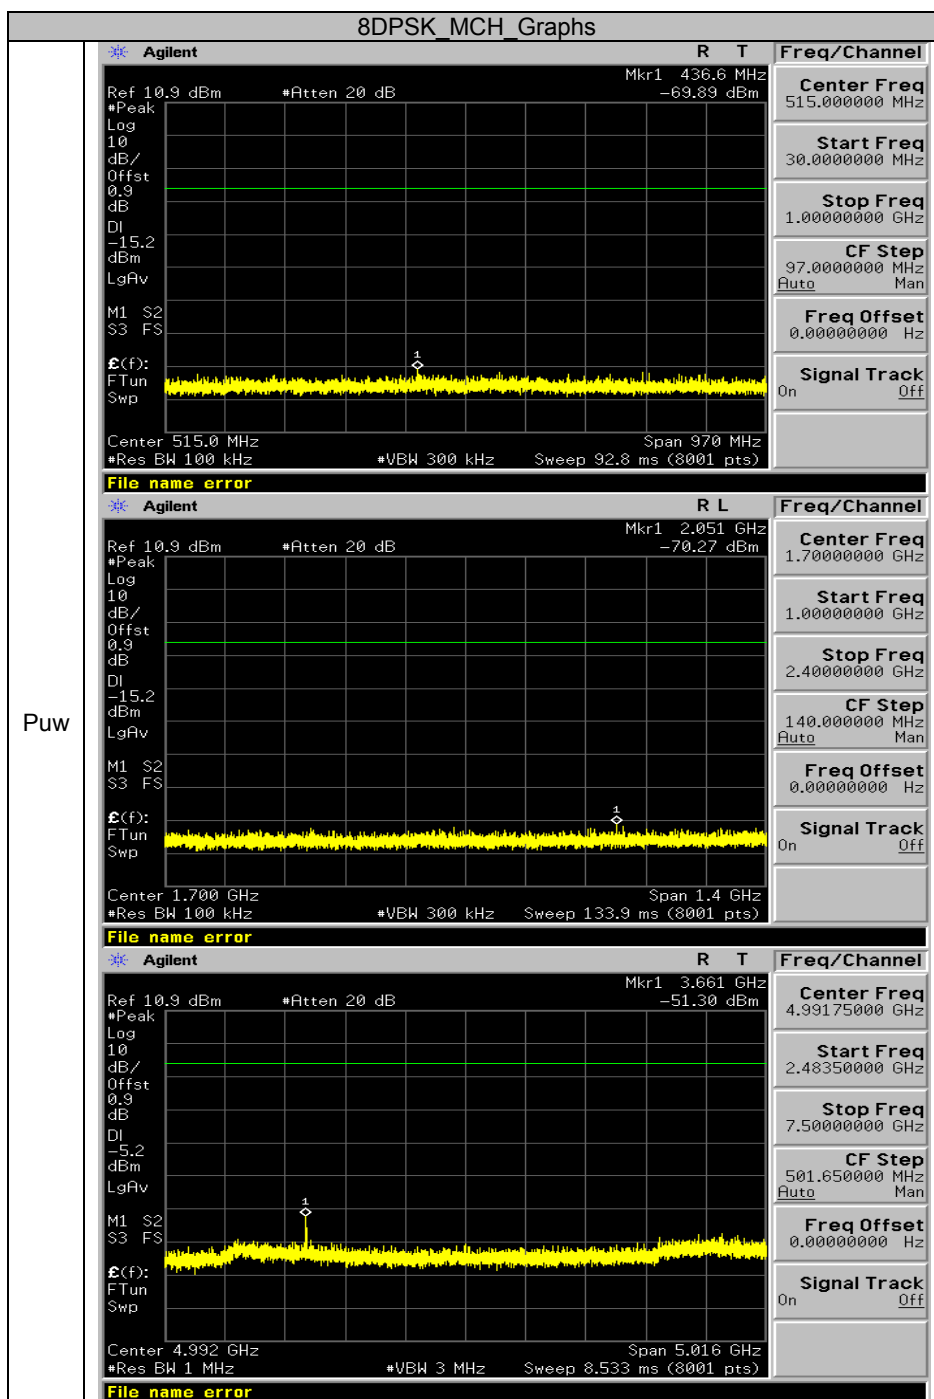 8DPSK_MCH_Graphs
Puw
Agilent R T Freq/Channel
Mkr1 436.6 MHz
Ref 10.9 dBm #Atten 20 dB -69.89 dBm
#Peak
Log
10
dB/
Offst
0.9
dB
DI
-15.2
dBm
LgAv
M1 S2
S3 FS
£(f):
FTun
Swp
1
Center 515.0 MHz Span 970 MHz
#Res BW 100 kHz #VBW 300 kHz Sweep 92.8 ms (8001 pts)
Center Freq
515.000000 MHz
Start Freq
30.0000000 MHz
Stop Freq
1.00000000 GHz
CF Step
97.0000000 MHz
Auto Man
Freq Offset
0.00000000 Hz
Signal Track
On Off
File name error
Agilent R L Freq/Channel
Mkr1 2.051 GHz
Ref 10.9 dBm #Atten 20 dB -70.27 dBm
#Peak
Log
10
dB/
Offst
0.9
dB
DI
-15.2
dBm
LgAv
M1 S2
S3 FS
£(f):
FTun
Swp
1
Center 1.700 GHz Span 1.4 GHz
#Res BW 100 kHz #VBW 300 kHz Sweep 133.9 ms (8001 pts)
Center Freq
1.70000000 GHz
Start Freq
1.00000000 GHz
Stop Freq
2.40000000 GHz
CF Step
140.000000 MHz
Auto Man
Freq Offset
0.00000000 Hz
Signal Track
On Off
File name error
Agilent R T Freq/Channel
Mkr1 3.661 GHz
Ref 10.9 dBm #Atten 20 dB -51.30 dBm
#Peak
Log
10
dB/
Offst
0.9
dB
DI
-5.2
dBm
LgAv
M1 S2
S3 FS
£(f):
FTun
Swp
1
Center 4.992 GHz Span 5.016 GHz
#Res BW 1 MHz #VBW 3 MHz Sweep 8.533 ms (8001 pts)
Center Freq
4.99175000 GHz
Start Freq
2.48350000 GHz
Stop Freq
7.50000000 GHz
CF Step
501.650000 MHz
Auto Man
Freq Offset
0.00000000 Hz
Signal Track
On Off
File name error